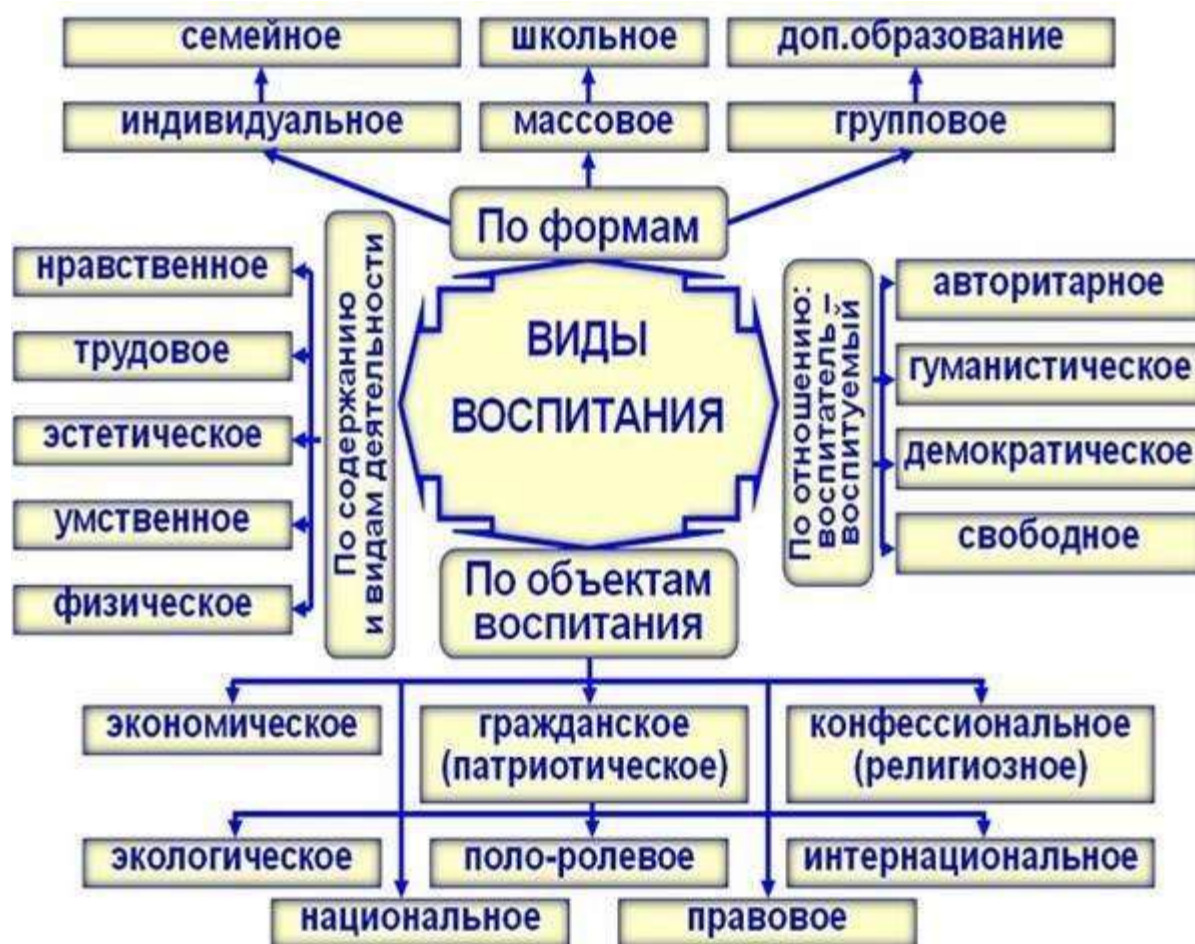 семейное
школьное
доп.образование
индивидуальное
массовое
групповое
По формам
По содержанию
и видам деятельности
нравственное
трудовое
эстетическое
умственное
физическое
ВИДЫ
ВОСПИТАНИЯ
По отношению:
воспитатель –
воспитуемый
авторитарное
гуманистическое
демократическое
свободное
По объектам
воспитания
экономическое
гражданское
(патриотическое)
конфессиональное
(религиозное)
экологическое
поло-ролевое
интернациональное
национальное
правовое